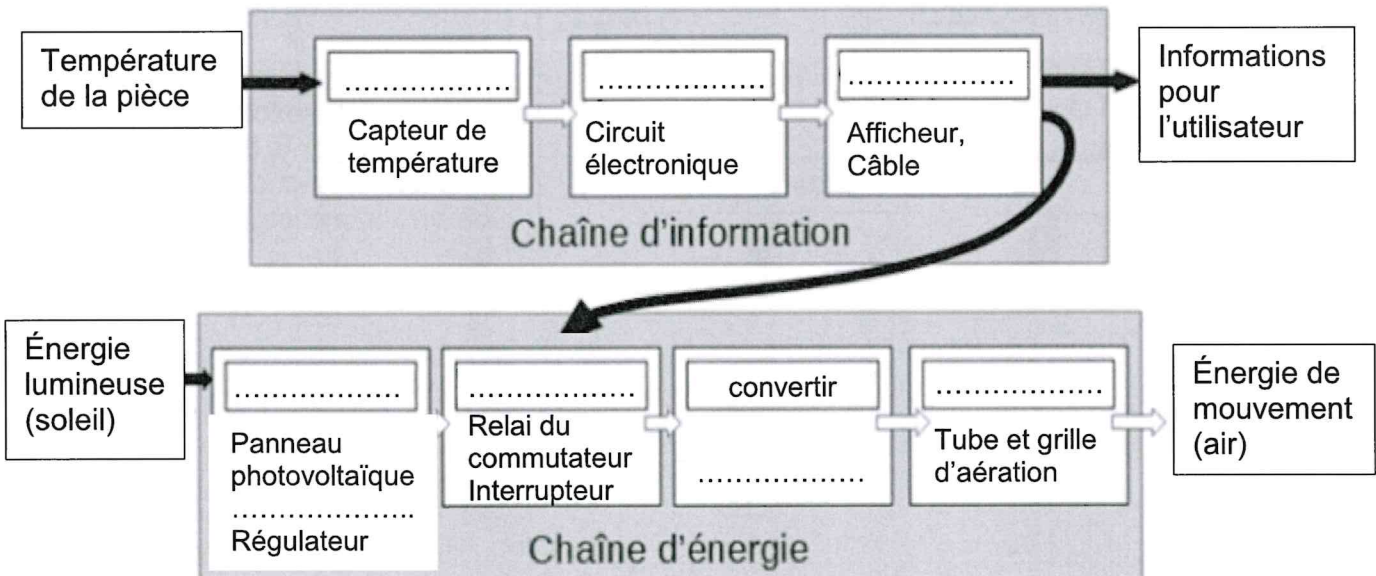 Température
de la pièce
..................
Capteur de
température
..................
Circuit
électronique
..................
Afficheur,
Câble
Informations
pour
l'utilisateur
Chaîne d'information
Énergie
lumineuse
(soleil)
..................
Panneau
photovoltaïque
.....................
Régulateur
..................
Relai du
commutateur
Interrupteur
convertir
..................
..................
Tube et grille
d'aération
Énergie de
mouvement
(air)
Chaîne d'énergie